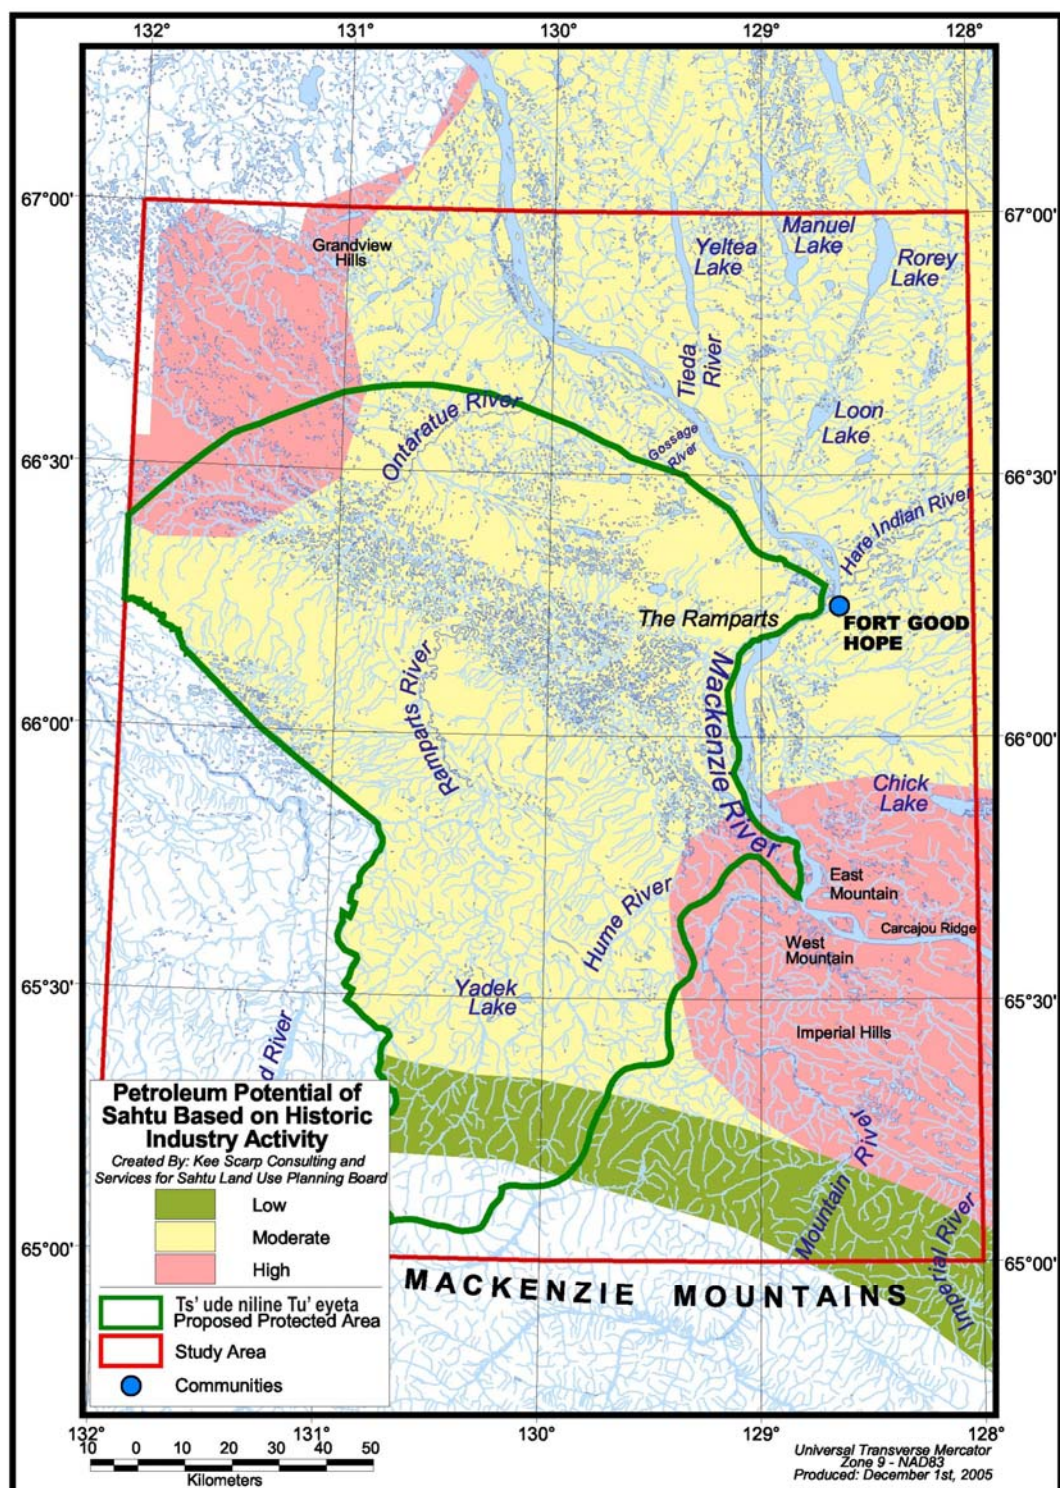 132° 131° 130° 129° 128°
67°00' 67°00'
Grandview
Hills
Manuel
Lake
Yeltea
Lake
Rorey
Lake
Tieda
River
Ontaratue River
Loon
Lake
Gossage
River
66°30' 66°30'
Hare Indian River
The Ramparts
FORT GOOD
HOPE
Ramparts River
Mackenzie River
66°00' 66°00'
Chick
Lake
East
Mountain
Hume River
Carcajou Ridge
West
Mountain
65°30' 65°30'
Yadek
Lake
Imperial Hills
d River
Mountain River
Imperial River
65°00' 65°00'
MACKENZIE MOUNTAINS
Petroleum Potential of
Sahtu Based on Historic
Industry Activity
Created By: Kee Scarp Consulting and
Services for Sahtu Land Use Planning Board
Low
Moderate
High
Ts' ude niline Tu' eyeta
Proposed Protected Area
Study Area
Communities
132° 131° 130° 129° 128°
10 0 10 20 30 40 50
Kilometers
Universal Transverse Mercator
Zone 9 - NAD83
Produced: December 1st, 2005